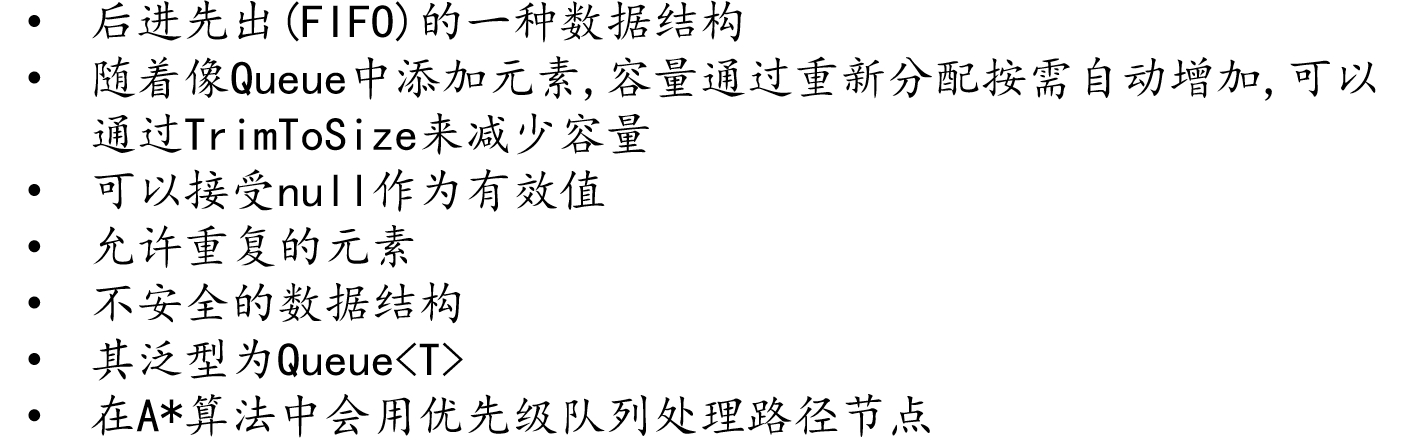 • 后进先出(FIFO)的一种数据结构
• 随着像Queue中添加元素,容量通过重新分配按需自动增加,可以
通过TrimToSize来减少容量
• 可以接受null作为有效值
• 允许重复的元素
• 不安全的数据结构
• 其泛型为Queue<T>
• 在A*算法中会用优先级队列处理路径节点